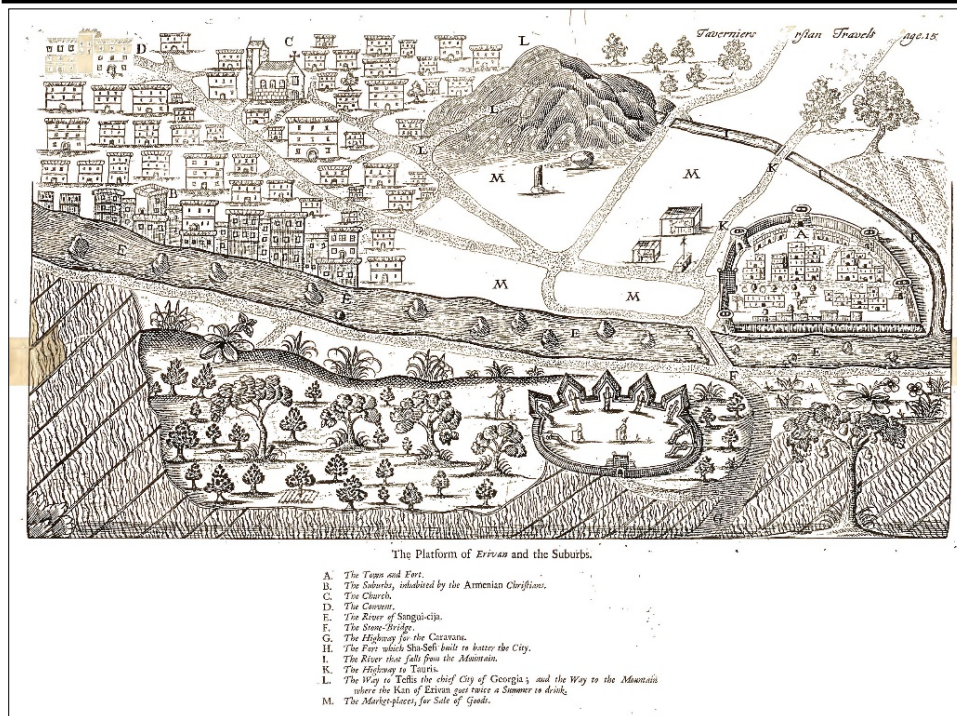 Taverniers rsian Travels age.15.
D
C
L
L
L
M
M
K
B
K
A
E
M
E
M
E
E
F
G
The Platform of Erivan and the Suburbs.
A. The Town and Fort.
B. The Suburbs, inhabited by the Armenian Chriſtians.
C. The Church.
D. The Convent.
E. The River of Sangui-cija.
F. The Stone-Bridge.
G. The Highway for the Caravans.
H. The Fort which Sha-Sefi built to batter the City.
I. The River that falls from the Mountain.
K. The Highway to Tauris.
L. The Way to Teflis the chief City of Georgia; and the Way to the Mountain
where the Kan of Erivan goes twice a Summer to drink.
M. The Market-places, for Sale of Goods.